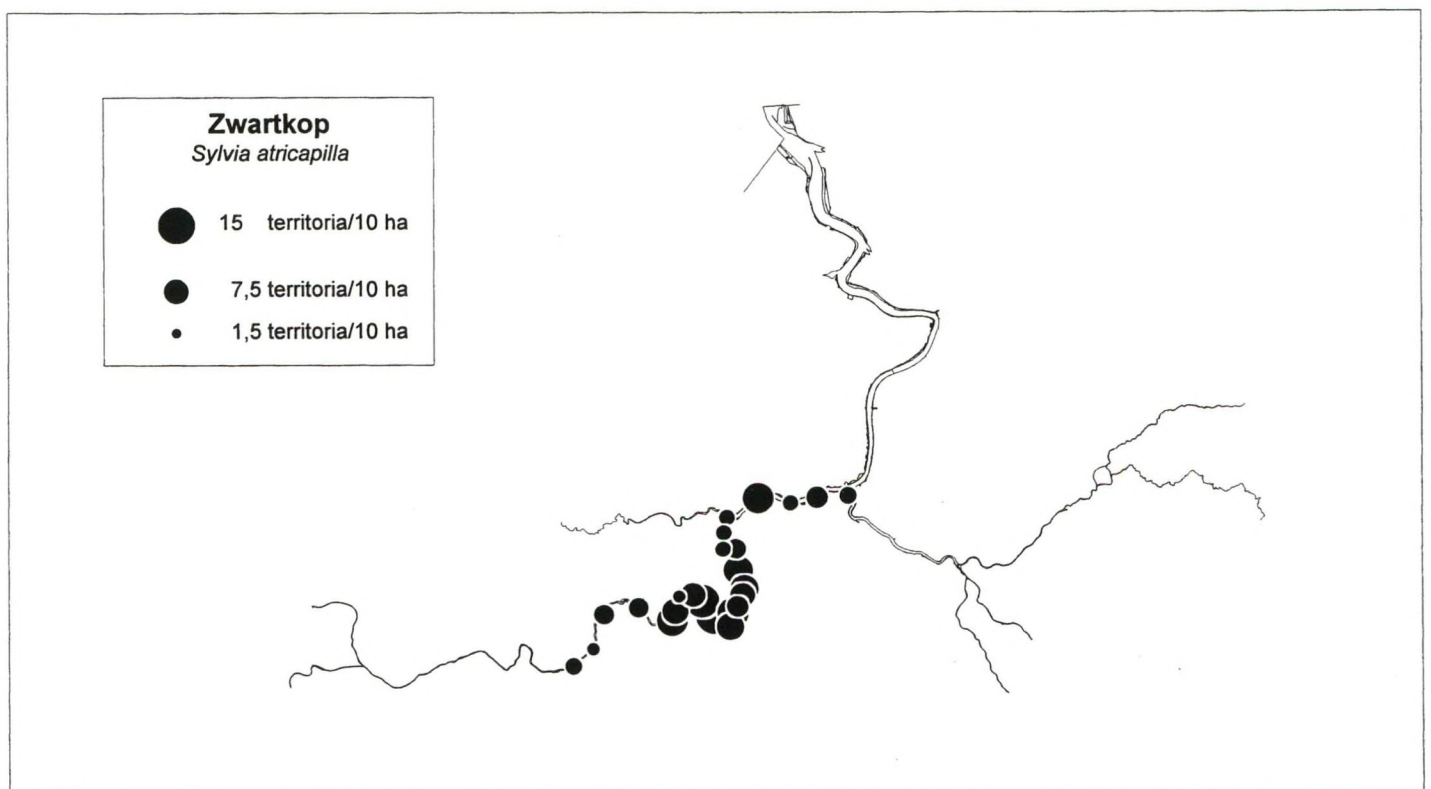 Zwartkop
Sylvia atricapilla
15 territoria/10 ha
7,5 territoria/10 ha
1,5 territoria/10 ha